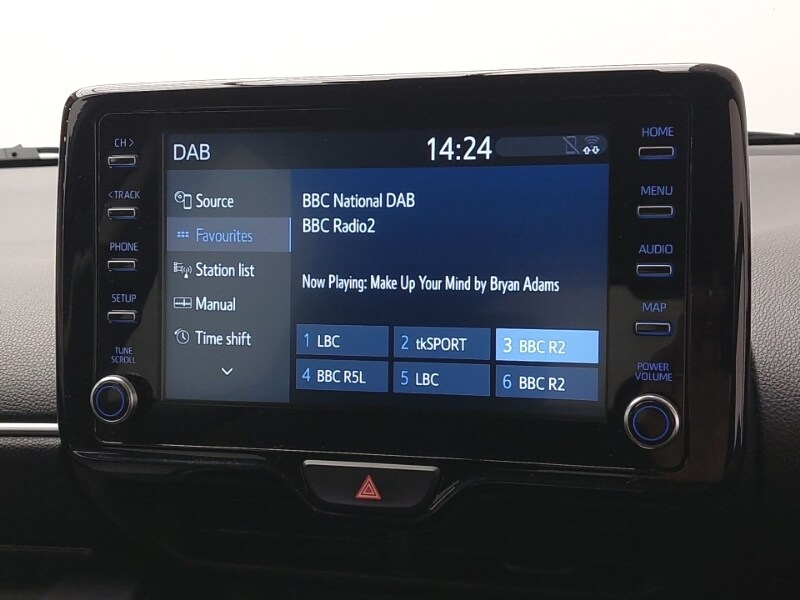 DAB 14:24
CH >
< TRACK
PHONE
SETUP
TUNE
SCROLL
Source
Favourites
Station list
Manual
Time shift
BBC National DAB
BBC Radio2
Now Playing: Make Up Your Mind by Bryan Adams
1 LBC 2 tkSPORT 3 BBC R2
4 BBC R5L 5 LBC 6 BBC R2
HOME
MENU
AUDIO
MAP
POWER
VOLUME